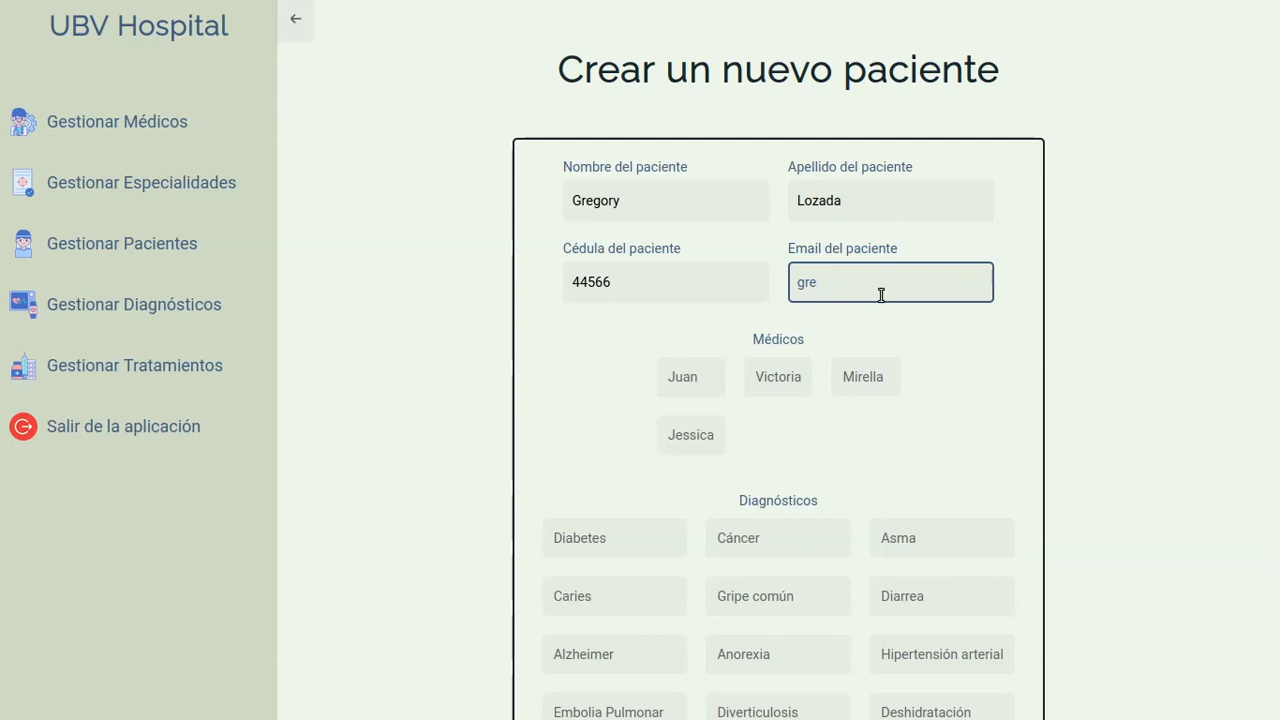 UBV Hospital
Gestionar Médicos
Gestionar Especialidades
Gestionar Pacientes
Gestionar Diagnósticos
Gestionar Tratamientos
Salir de la aplicación
Crear un nuevo paciente
Nombre del paciente Apellido del paciente
Gregory Lozada
Cédula del paciente Email del paciente
44566 gre
Médicos
Juan Victoria Mirella
Jessica
Diagnósticos
Diabetes Cáncer Asma
Caries Gripe común Diarrea
Alzheimer Anorexia Hipertensión arterial
Embolia Pulmonar Diverticulosis Deshidratación